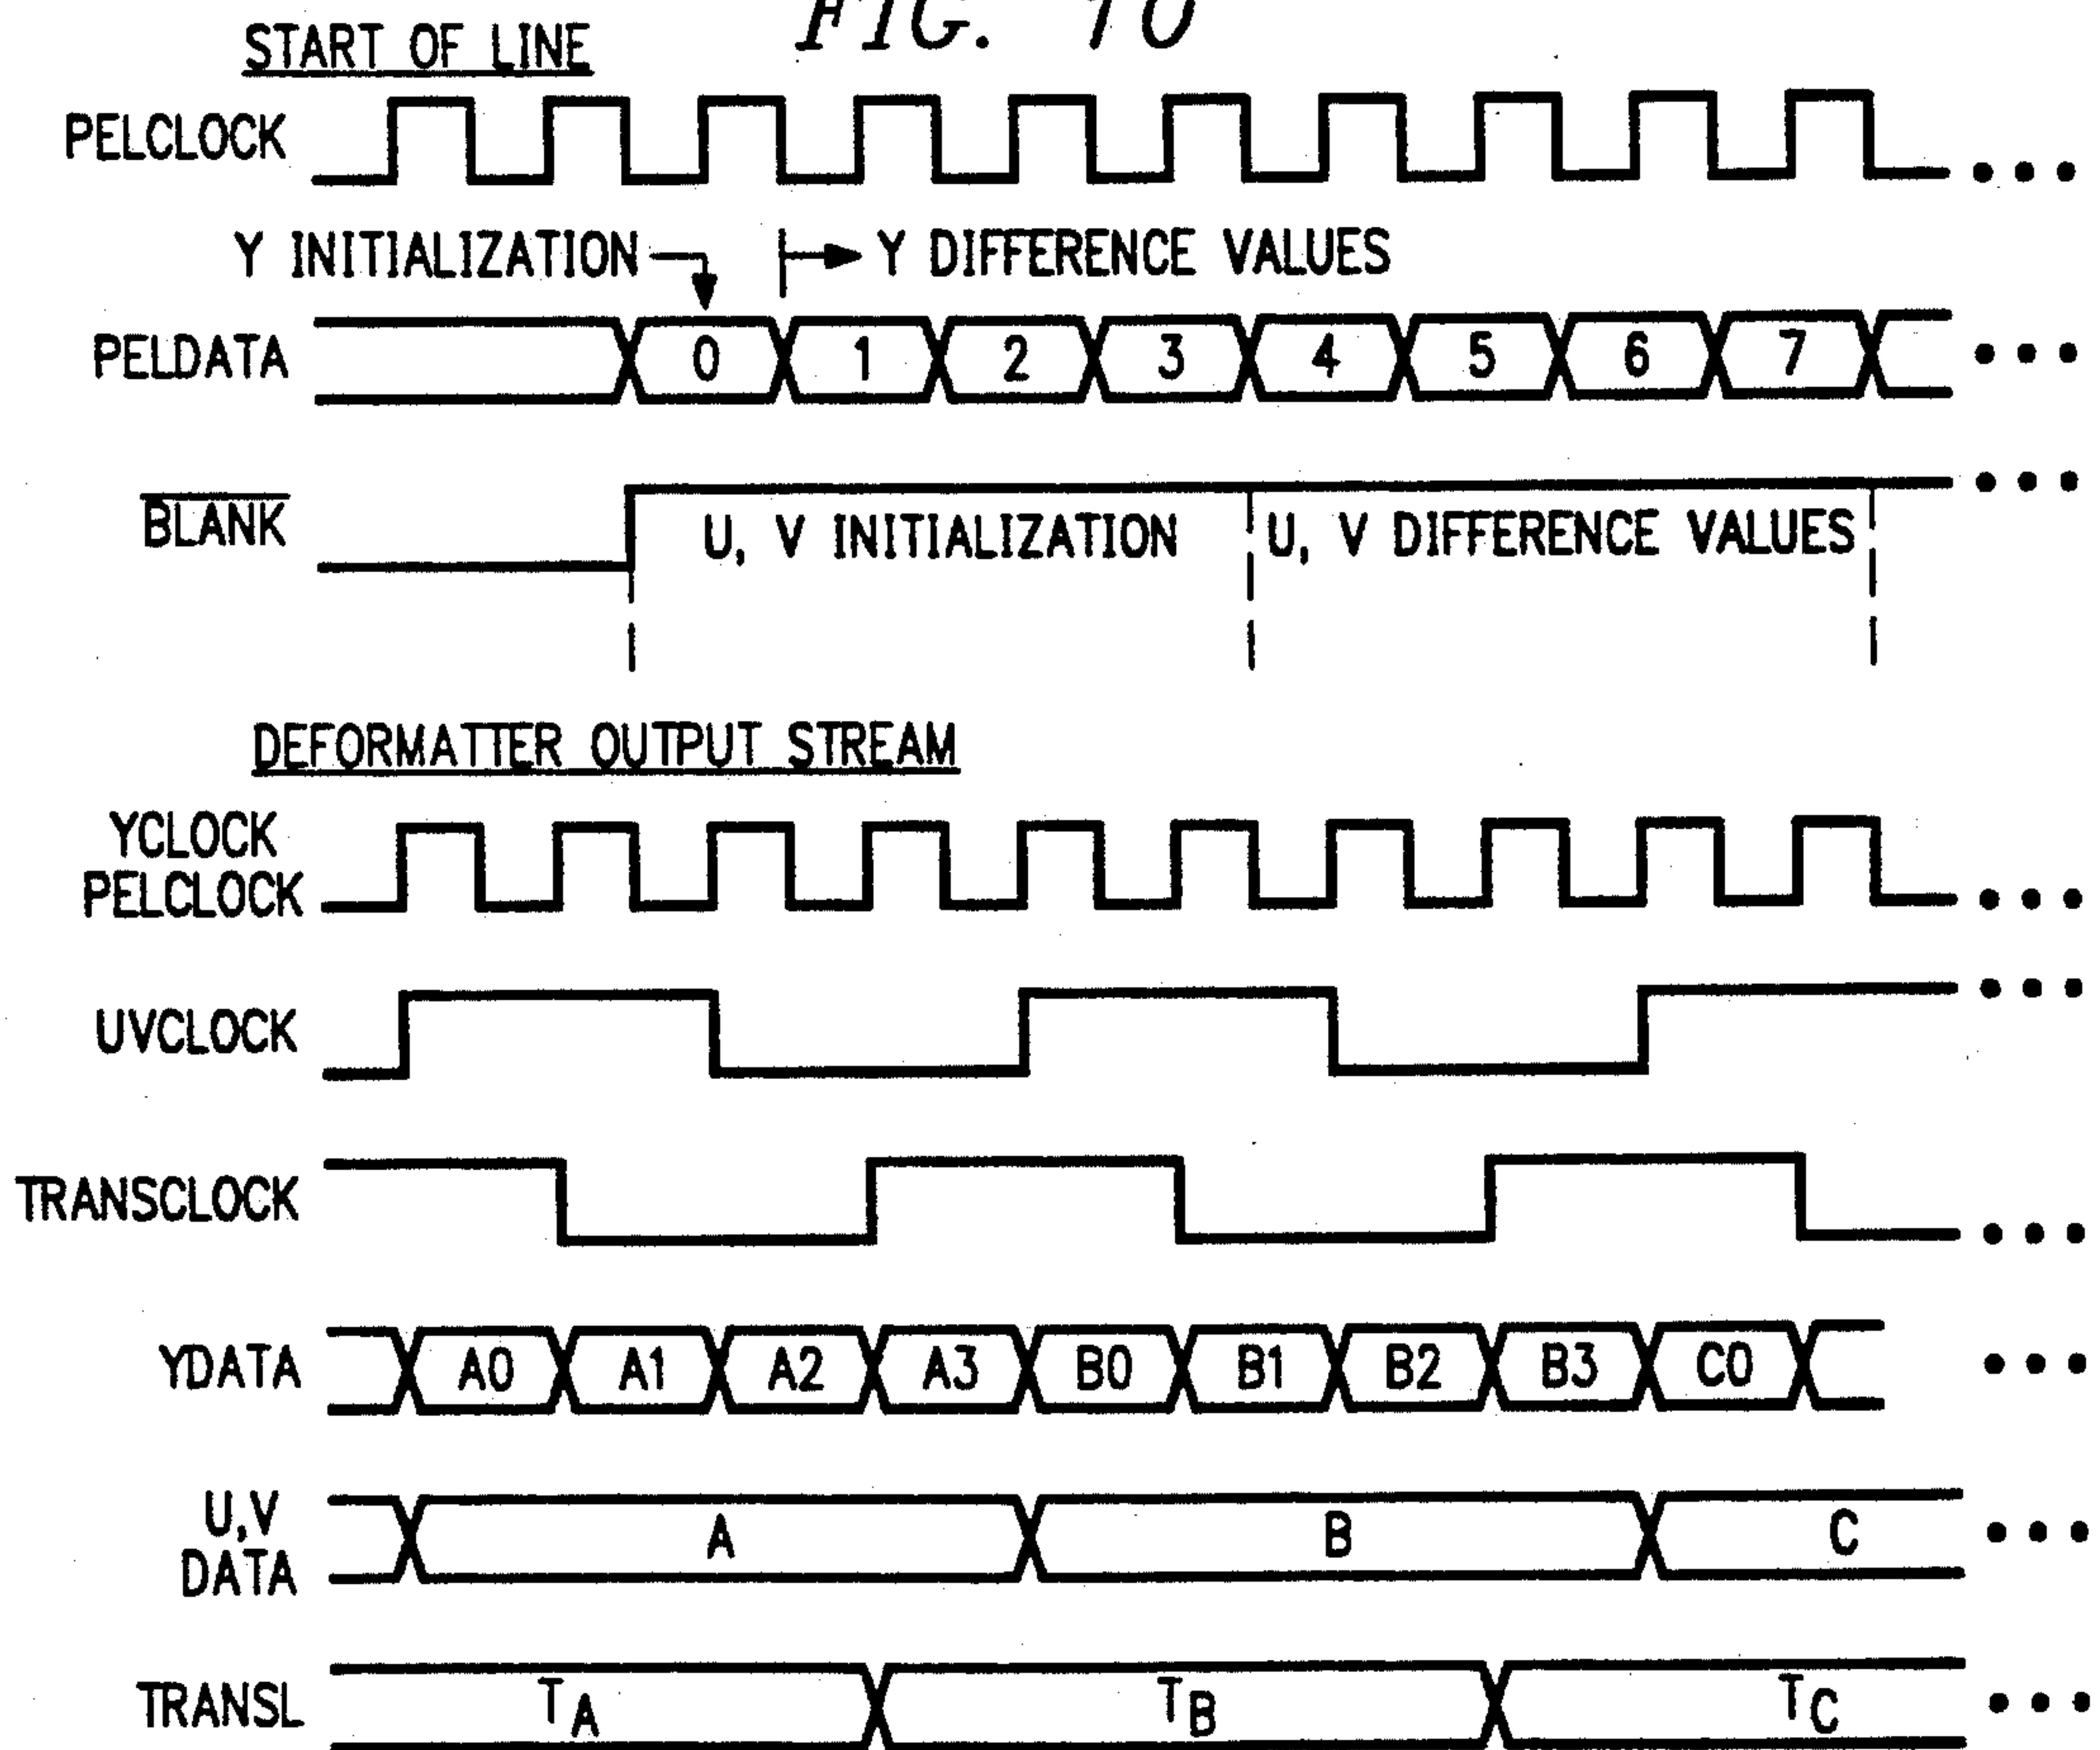 FIG. 10
START OF LINE
PELCLOCK
Y INITIALIZATION
Y DIFFERENCE VALUES
PELDATA 0 1 2 3 4 5 6 7
BLANK
U, V INITIALIZATION
U, V DIFFERENCE VALUES
DEFORMATTER OUTPUT STREAM
YCLOCK
PELCLOCK
UVCLOCK
TRANSCLOCK
YDATA A0 A1 A2 A3 B0 B1 B2 B3 C0
U,V
DATA A B C
TRANSL TA TB TC